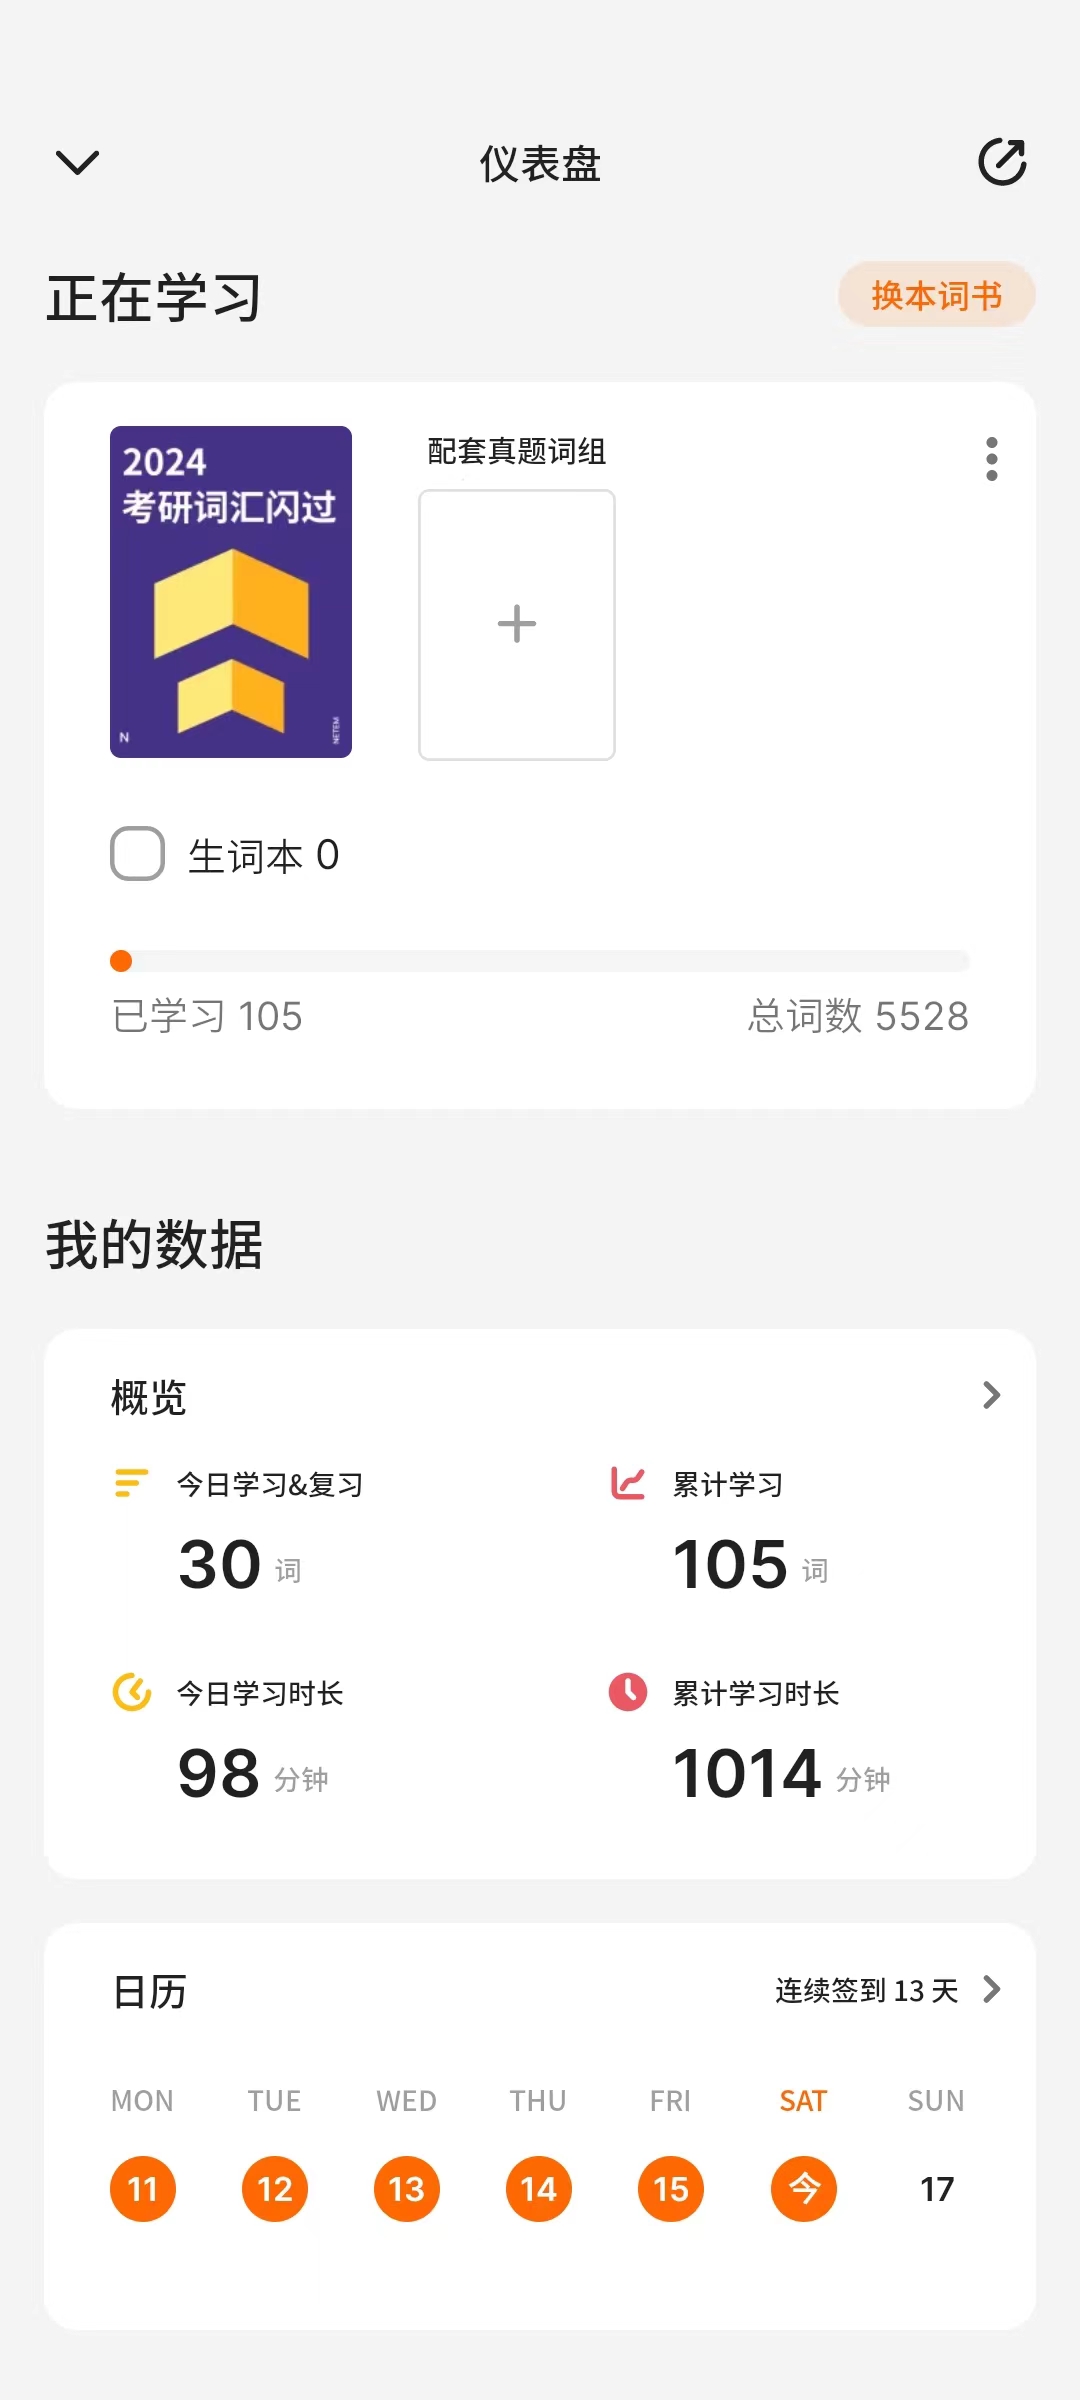 仪表盘
正在学习
换本词书
2024
考研词汇闪过
N
NETEM
配套真题词组
生词本 0
已学习 105
总词数 5528
我的数据
概览
今日学习&复习
累计学习
30 词
105 词
今日学习时长
累计学习时长
98 分钟
1014 分钟
日历
连续签到 13 天
MON TUE WED THU FRI SAT SUN
11 12 13 14 15 今 17